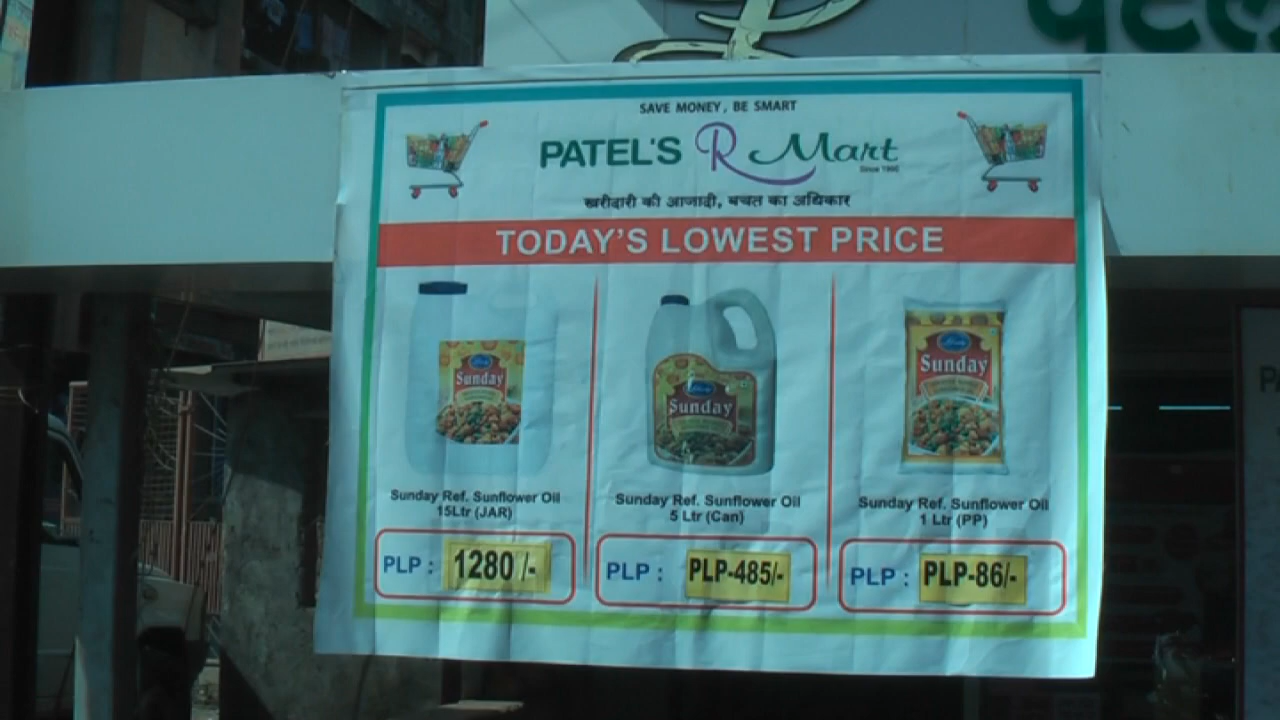 पटेल
SAVE MONEY, BE SMART
PATEL'S R Mart
Since 1990
खरीदारी की आजादी, बचत का अधिकार
TODAY'S LOWEST PRICE
Sunday
Sunday
Sunday
Sunday Ref. Sunflower Oil
15Ltr (JAR)
Sunday Ref. Sunflower Oil
5 Ltr (Can)
Sunday Ref. Sunflower Oil
1 Ltr (PP)
PLP : 1280/-
PLP : PLP-485/-
PLP : PLP-86/-